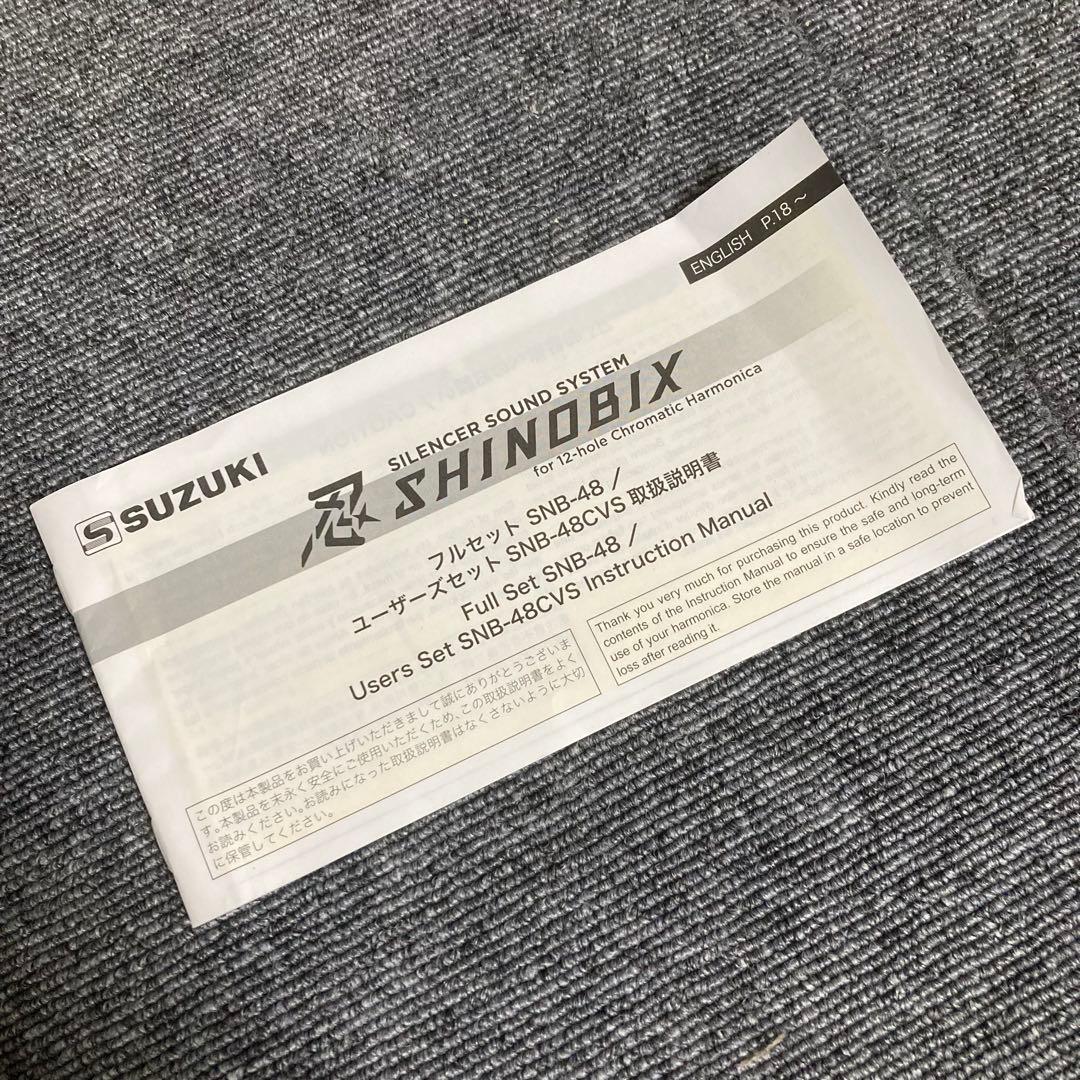 ENGLISH P.18～
SUZUKI
SILENCER SOUND SYSTEM
忍 SHINOBIX
for 12-hole Chromatic Harmonica
フルセット SNB-48 /
ユーザーズセット SNB-48CVS 取扱説明書
Full Set SNB-48 /
Users Set SNB-48CVS Instruction Manual
この度は本製品をお買い上げいただきまして誠にありがとうございま
す。本製品を末永く安全にご使用いただくため、この取扱説明書をよく
お読みください。お読みになった取扱説明書はなくさないように大切
に保管してください。
Thank you very much for purchasing this product. Kindly read the
contents of the Instruction Manual to ensure the safe and long-term
use of your harmonica. Store the manual in a safe location to prevent
loss after reading it.